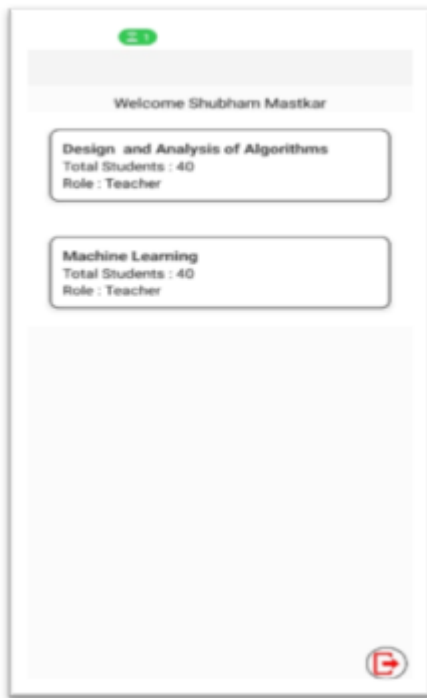 Welcome Shubham Mastkar
Design and Analysis of Algorithms
Total Students : 40
Role : Teacher
Machine Learning
Total Students : 40
Role : Teacher